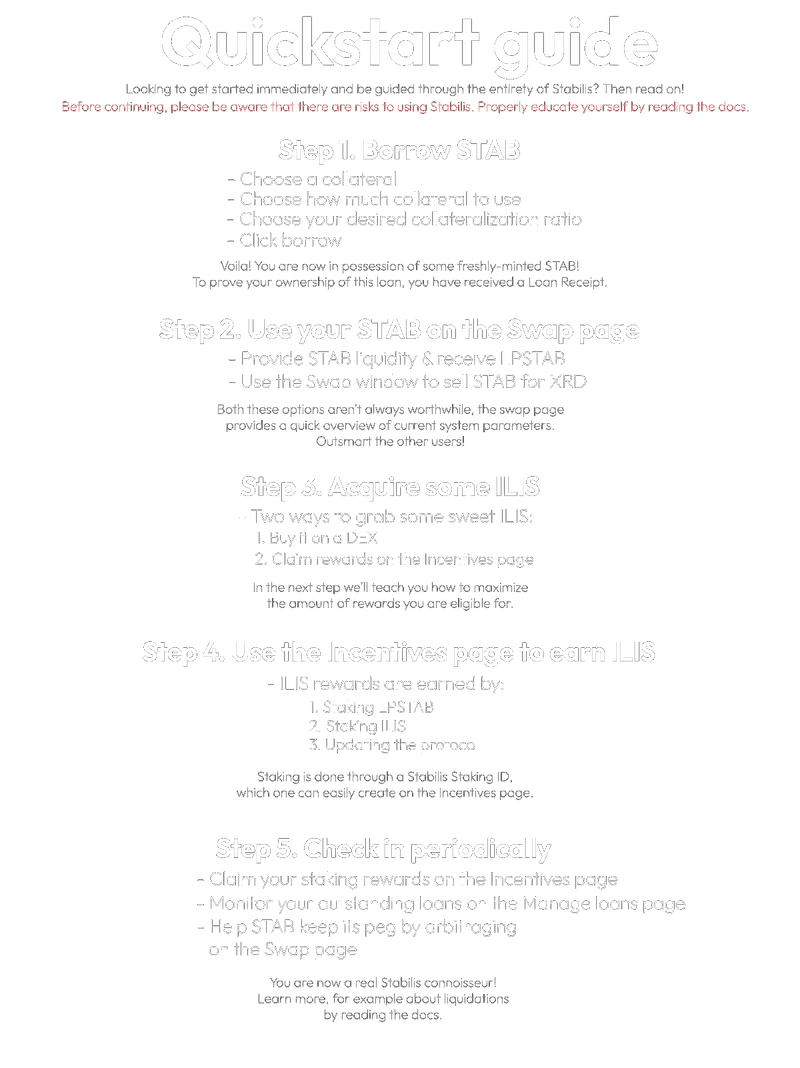 Quickstart guide
Looking to get started immediately and be guided through the entirety of Stabilis? Then read on!
Before continuing, please be aware that there are risks to using Stabilis. Properly educate yourself by reading the docs.
Step 1. Borrow STAB
- Choose a collateral
- Choose how much collateral to use
- Choose your desired collateralization ratio
- Click borrow
Voila! You are now in possession of some freshly-minted STAB!
To prove your ownership of this loan, you have received a Loan Receipt.
Step 2. Use your STAB on the Swap page
- Provide STAB liquidity & receive LPSTAB
- Use the Swap window to sell STAB for XRD
Both these options aren't always worthwhile, the swap page
provides a quick overview of current system parameters.
Outsmart the other users!
Step 3. Acquire some ILIS
- Two ways to grab some sweet ILIS:
1. Buy it on a DEX
2. Claim rewards on the Incentives page
In the next step we'll teach you how to maximize
the amount of rewards you are eligible for.
Step 4. Use the Incentives page to earn ILIS
- ILIS rewards are earned by:
1. Staking LPSTAB
2. Staking ILIS
3. Updating the protocol
Staking is done through a Stabilis Staking ID,
which one can easily create on the Incentives page.
Step 5. Check in periodically
- Claim your staking rewards on the Incentives page
- Monitor your outstanding loans on the Manage loans page
- Help STAB keep its peg by arbitraging
on the Swap page
You are now a real Stabilis connoisseur!
Learn more, for example about liquidations
by reading the docs.